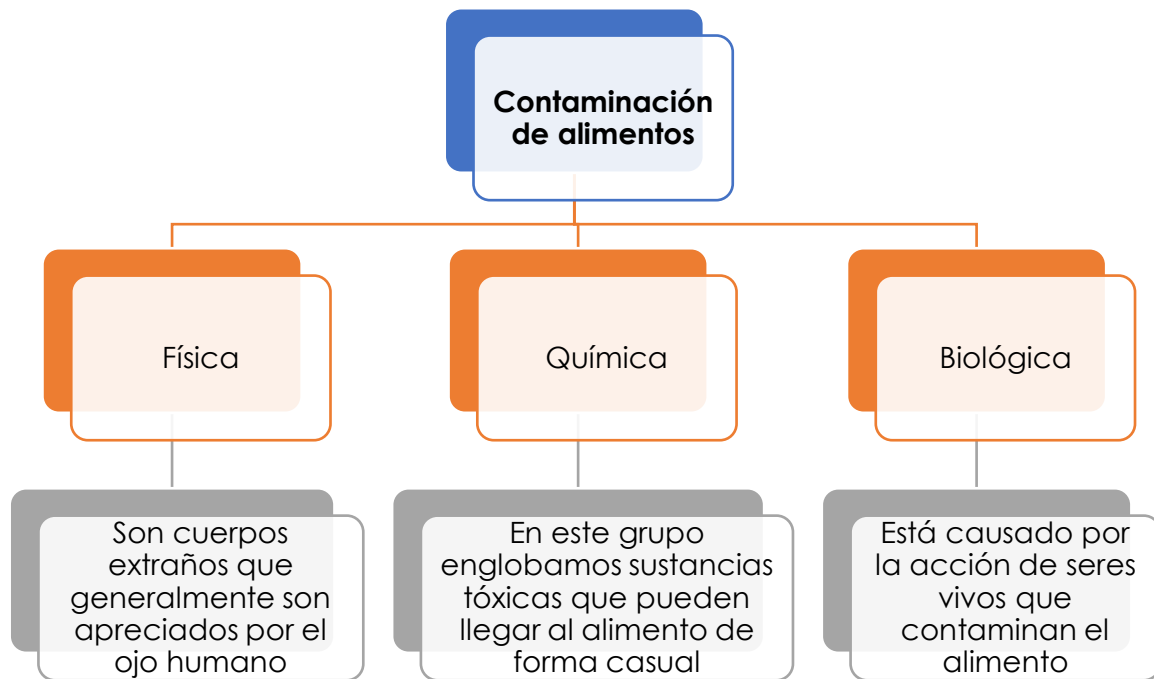 Contaminación
de alimentos
Física
Química
Biológica
Son cuerpos
extraños que
generalmente son
apreciados por el
ojo humano
En este grupo
englobamos sustancias
tóxicas que pueden
llegar al alimento de
forma casual
Está causado por
la acción de seres
vivos que
contaminan el
alimento